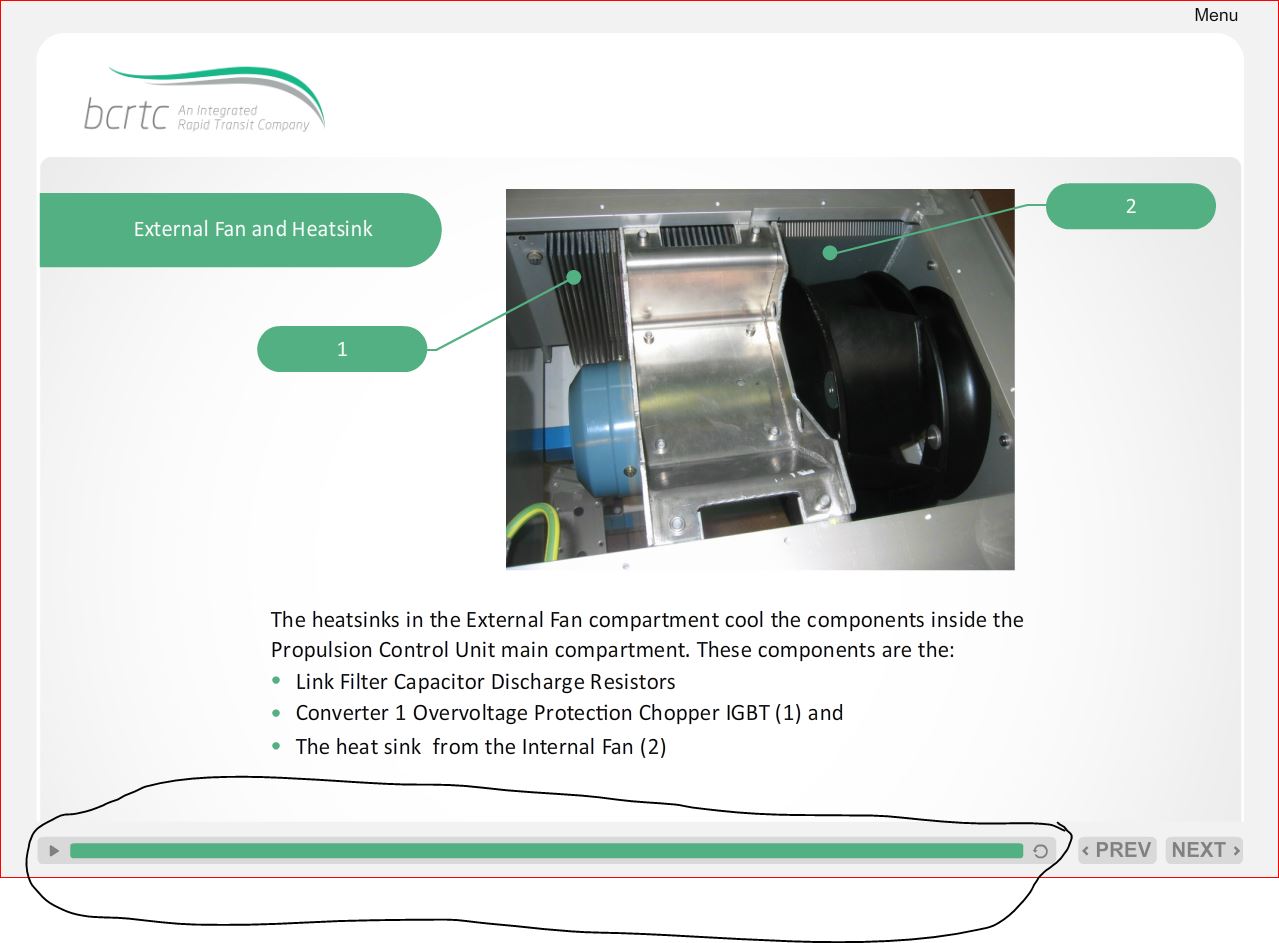 Menu
bcrtc An Integrated
Rapid Transit Company
External Fan and Heatsink
2
1
The heatsinks in the External Fan compartment cool the components inside the
Propulsion Control Unit main compartment. These components are the:
• Link Filter Capacitor Discharge Resistors
• Converter 1 Overvoltage Protection Chopper IGBT (1) and
• The heat sink  from the Internal Fan (2)
‹ PREV NEXT ›